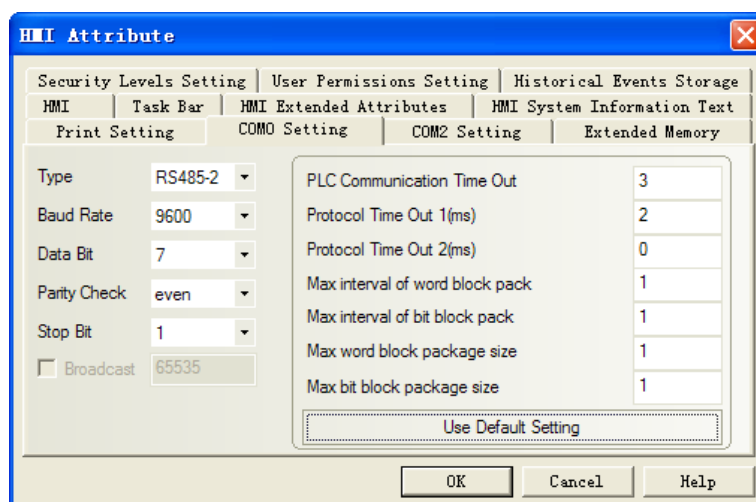 HMI Attribute
Security Levels Setting User Permissions Setting Historical Events Storage
HMI Task Bar HMI Extended Attributes HMI System Information Text
Print Setting COM0 Setting COM2 Setting Extended Memory
Type RS485-2
Baud Rate 9600
Data Bit 7
Parity Check even
Stop Bit 1
Broadcast 65535
PLC Communication Time Out 3
Protocol Time Out 1(ms) 2
Protocol Time Out 2(ms) 0
Max interval of word block pack 1
Max interval of bit block pack 1
Max word block package size 1
Max bit block package size 1
Use Default Setting
OK Cancel Help